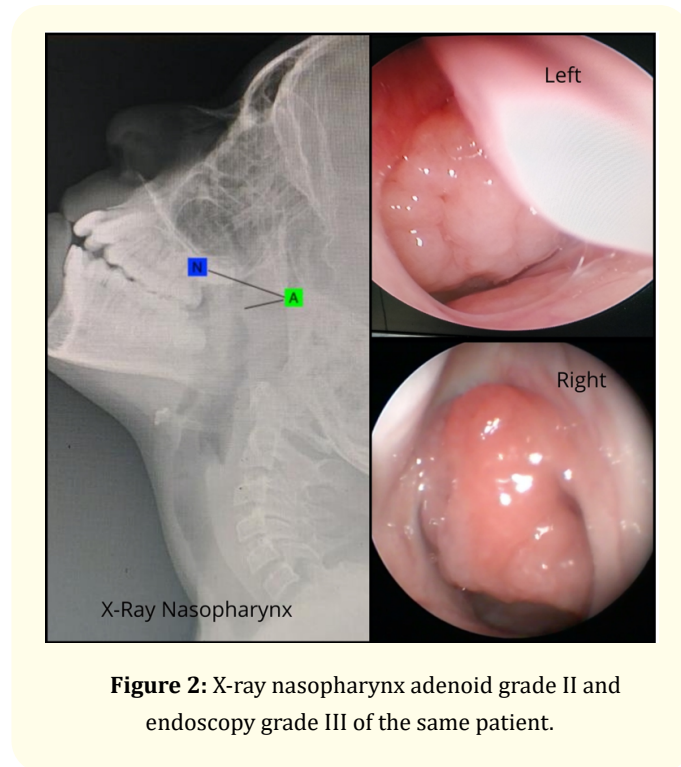 Left
Right
N
A
X-Ray Nasopharynx
Figure 2: X-ray nasopharynx adenoid grade II and
endoscopy grade III of the same patient.